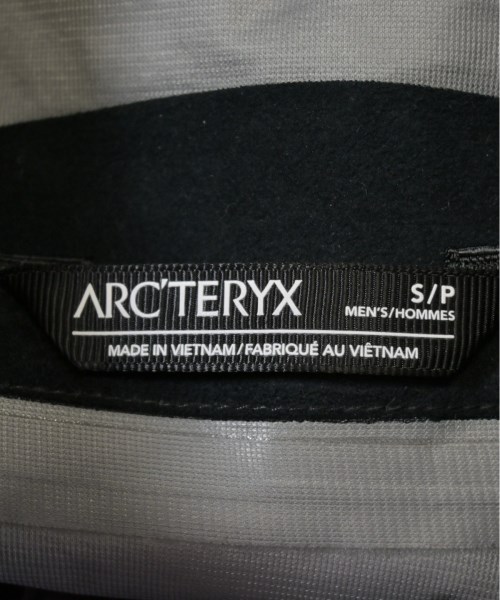 ARC'TERYX
S/P
MEN'S/HOMMES
MADE IN VIETNAM/FABRIQUÉ AU VIÊTNAM